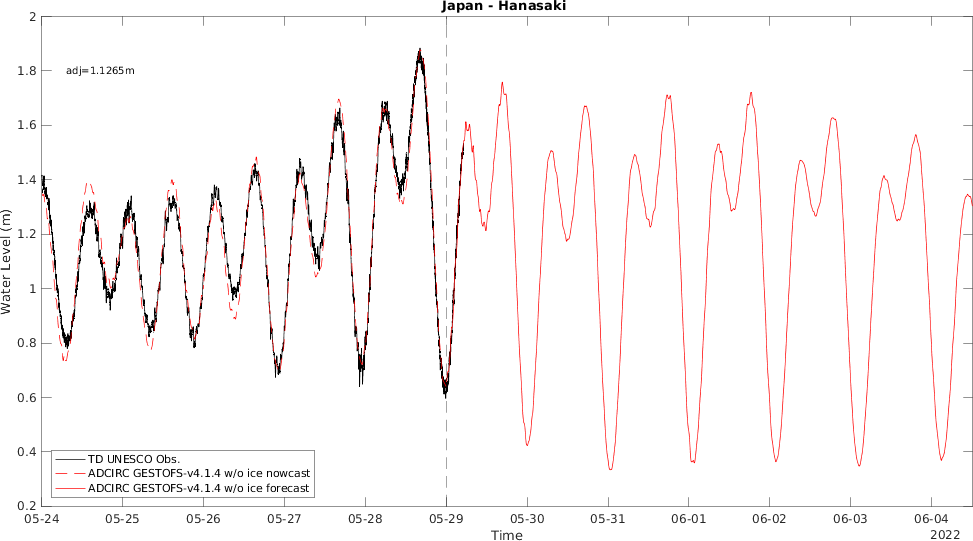 Japan - Hanasaki
2
1.8
1.6
1.4
1.2
1
0.8
0.6
0.4
0.2
Water Level (m)
adj=1.1265m
TD UNESCO Obs.
ADCIRC GESTOFS-v4.1.4 w/o ice nowcast
ADCIRC GESTOFS-v4.1.4 w/o ice forecast
05-24 05-25 05-26 05-27 05-28 05-29 05-30 05-31 06-01 06-02 06-03 06-04
2022
Time